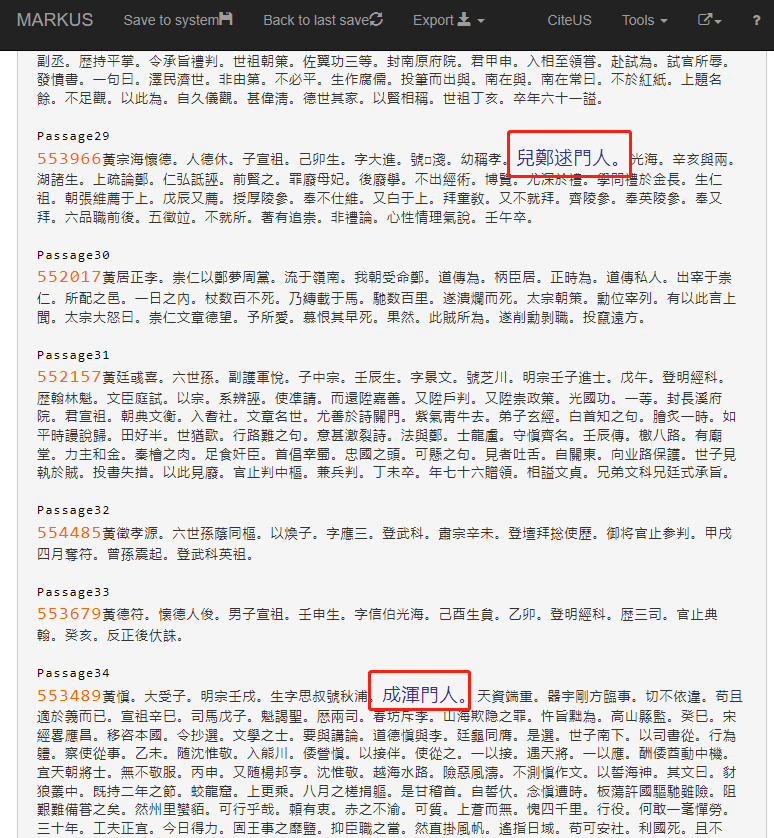 MARKUS Save to system Back to last save Export CiteUS Tools ?
副丞。歷持平掌。令承旨禮判。世祖朝策。佐翼功三等。封南原府院。君甲申。入相至領督。赴試為。試官所辱。
發憤書。一句曰。澤民濟世。非由第。不必平。生作腐儒。投筆而出與。南在與。南在常曰。不於紅紙。上題名
餘。不足觀。以此為。自久儀觀。甚偉清。德世其家。以賢相稱。世祖丁亥。卒年六十一謚。
Passage29
553966黃宗海懷德。人德休。子宣祖。己卯生。字大進。號□淺。幼稱孝。兒鄭逑門人。光海。辛亥與兩。
湖諸生。上疏論鄭。仁弘詆誣。前賢之。罪廢母妃。後廢擧。不出經術。博覽。尤深於禮。學問禮於金長。生仁
祖。朝張維薦于上。戊辰又薦。授厚陵參。奉不仕維。又白于上。拜童教。又不就拜。齊陵參。奉英陵參。奉又
拜。六品職前後。五徵竝。不就所。著有追崇。非禮論。心性情理氣說。壬午卒。
Passage30
552017黃居正李。崇仁以鄭夢周黨。流于嶺南。我朝受命鄭。道傳為。柄臣居。正時為。道傳私人。出宰于崇
仁。所配之邑。一日之內。杖数百不死。乃縛載于馬。馳数百里。遂潰爛而死。太宗朝策。動位宰列。有以此言上
聞。太宗大怒曰。崇仁文章德望。予所愛。慕恨其早死。果然。此賊所為。遂削勳剝職。投竄遠方。
Passage31
552157黃廷彧喜。六世孫。副護軍悅。子中宗。壬辰生。字景文。號芝川。明宗壬子進士。戊午。登明經科。
歷翰林魁。文臣庭試。以宗。系辨誣。使凖請。而還陞嘉善。又陞戶判。又陞崇政策。光國功。一等。封長溪府
院。君宣祖。朝典文衡。入耆社。文章名世。尤善於詩關門。紫氣靑牛去。弟子玄經。白首知之句。膾炙一時。如
平時謾說歸。田好半。世猶歌。行路難之句。意甚激裂詩。法與鄭。士龍盧。守愼齊名。壬辰傳。檄八路。有廟
堂。力主和金。秦檜之肉。足食奸臣。首倡幸蜀。忠國之頭。可懸之句。見者吐舌。自關東。向业路保護。世子見
執於賊。投書失措。以此見廢。官止判中樞。兼兵判。丁未卒。年七十六贈領。相謚文貞。兄弟文科兄廷式承旨。
Passage32
554485黃徵孝源。六世孫蔭同樞。以煥子。字應三。登武科。肅宗辛未。登壇拜捴使歷。御将官止参判。甲戌
四月奪符。曾孫震起。登武科英祖。
Passage33
553679黃德符。懷德人俊。男子宣祖。壬申生。字信伯光海。己酉生負。乙卯。登明經科。歷三司。官止典
翰。癸亥。反正後伏誅。
Passage34
553489黃愼。大受子。明宗壬戌。生字思叔號秋浦。成渾門人。天資端重。器宇剛方臨事。切不依違。苟且
適於義而已。宣祖辛巳。司馬戊子。魁謁聖。厯兩司。春坊斥李。山海欺隐之罪。忤旨黜為。高山縣監。癸巳。宋
經畧應昌。移咨本國。令抄選。文學之士。要與講論。道德愼與李。廷龜同膺。是選。世子南下。以司書從。行為
體。察使從事。乙未。随沈惟敬。入熊川。倭營愼。以接伴。使從之。一以接。遇天將。一以應。酬倭酋動中機。
宜天朝將士。無不敬服。丙申。又随楊邦亨。沈惟敬。越海水路。險惡風濤。不測愼作文。以誓海神。其文曰。豺
狼叢中。既持二年之節。蛟龍窟。上更乘。八月之槎捐軀。是甘稽首。自誓伏。念愼遭時。板蕩許國驅馳雖險。阻
艱難備嘗之矣。然州里蠻貊。可行乎哉。賴有衷。赤之不渝。可質。上蒼而無。愧四千里。行役。何敢一毫憚勞。
三十年。工夫正宜。今日得力。固王事之靡盬。抑臣職之當。然直掛風帆。遙指日域。苟可安社。利國死。且不